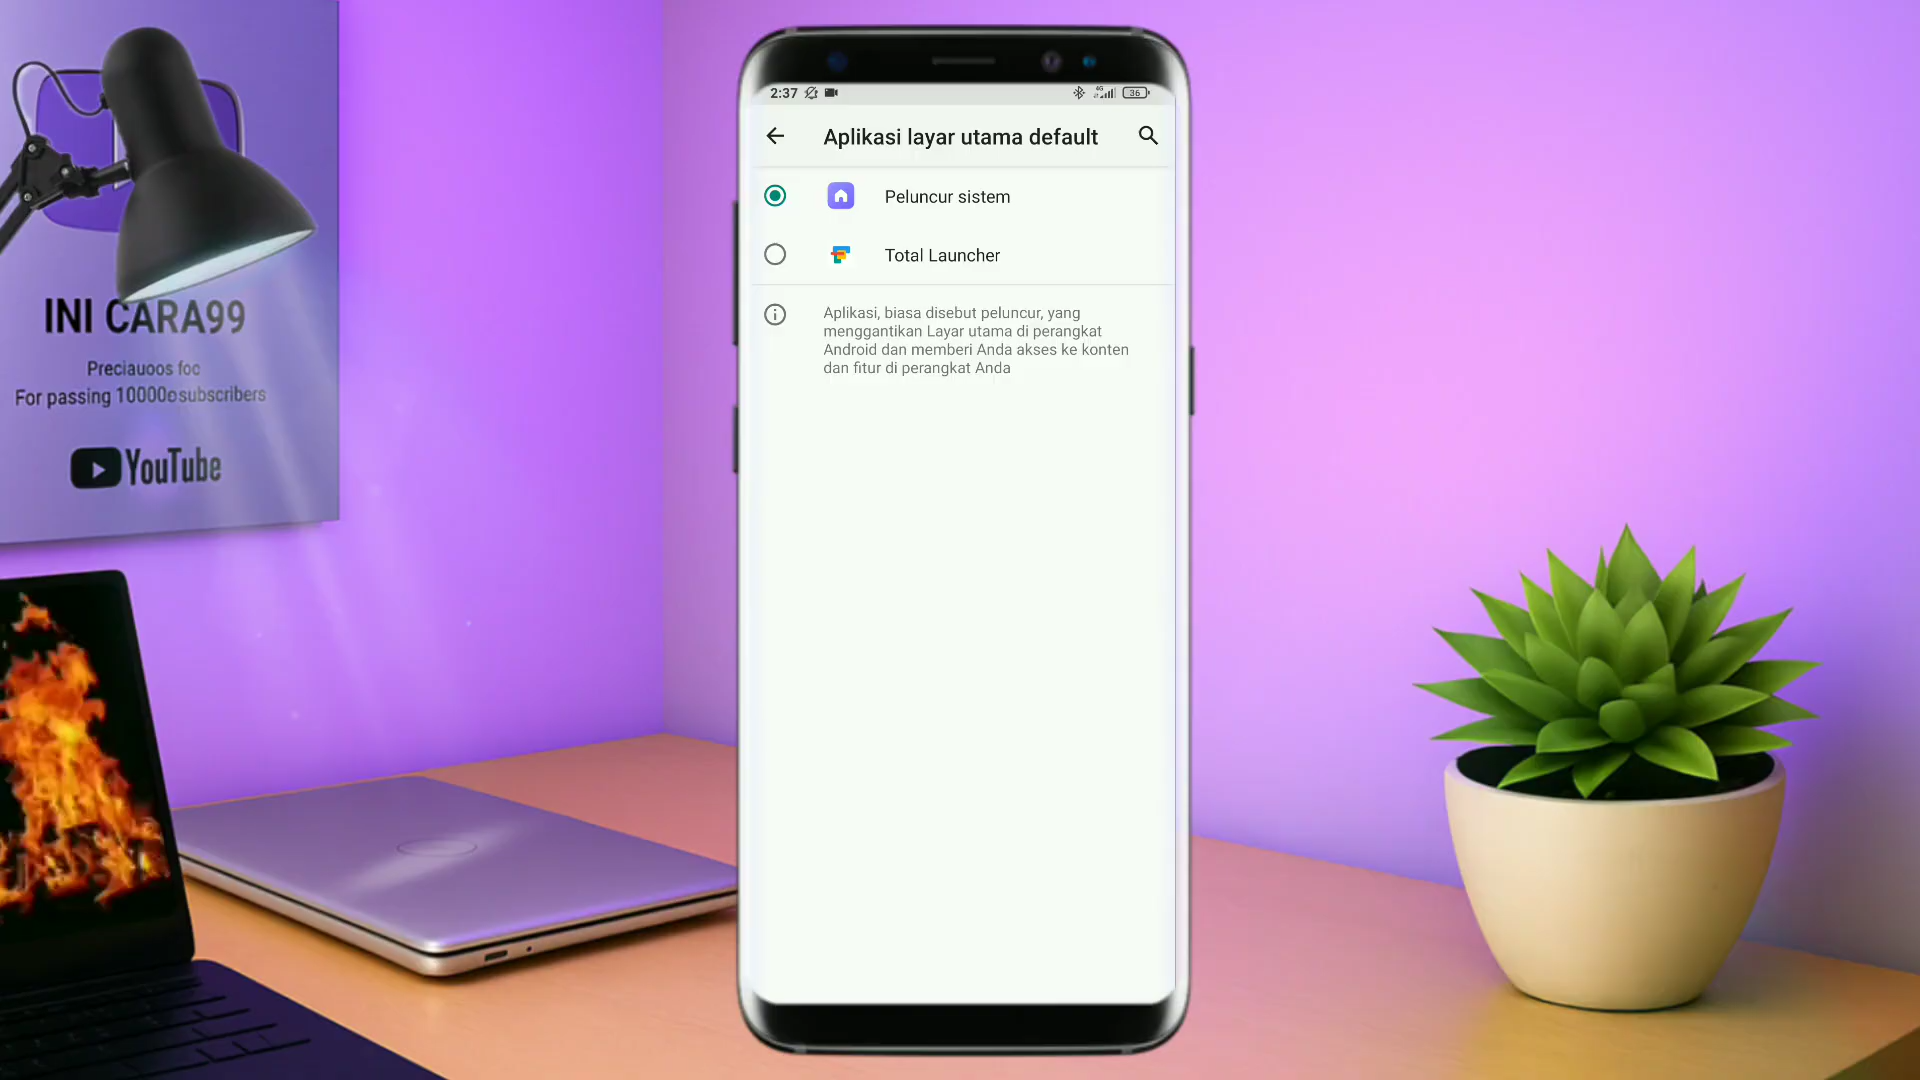 INI CARA99
Preciauoos foc
For passing 10000osubscribers
YouTube
2:37
4G
36
Aplikasi layar utama default
Peluncur sistem
Total Launcher
Aplikasi, biasa disebut peluncur, yang
menggantikan Layar utama di perangkat
Android dan memberi Anda akses ke konten
dan fitur di perangkat Anda